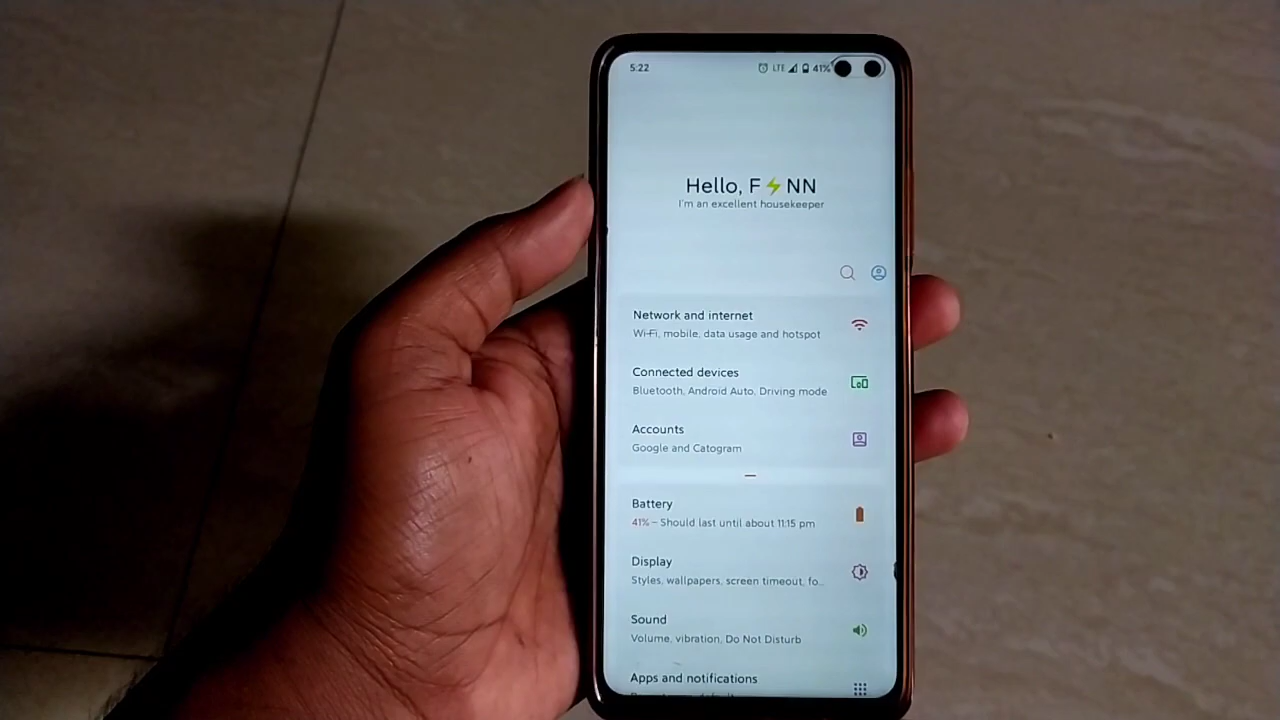 5:22 LTE 41%
Hello, F⚡NN
I'm an excellent housekeeper
Network and internet
Wi-Fi, mobile, data usage and hotspot
Connected devices
Bluetooth, Android Auto, Driving mode
Accounts
Google and Catogram
Battery
41% – Should last until about 11:15 pm
Display
Styles, wallpapers, screen timeout, fo...
Sound
Volume, vibration, Do Not Disturb
Apps and notifications